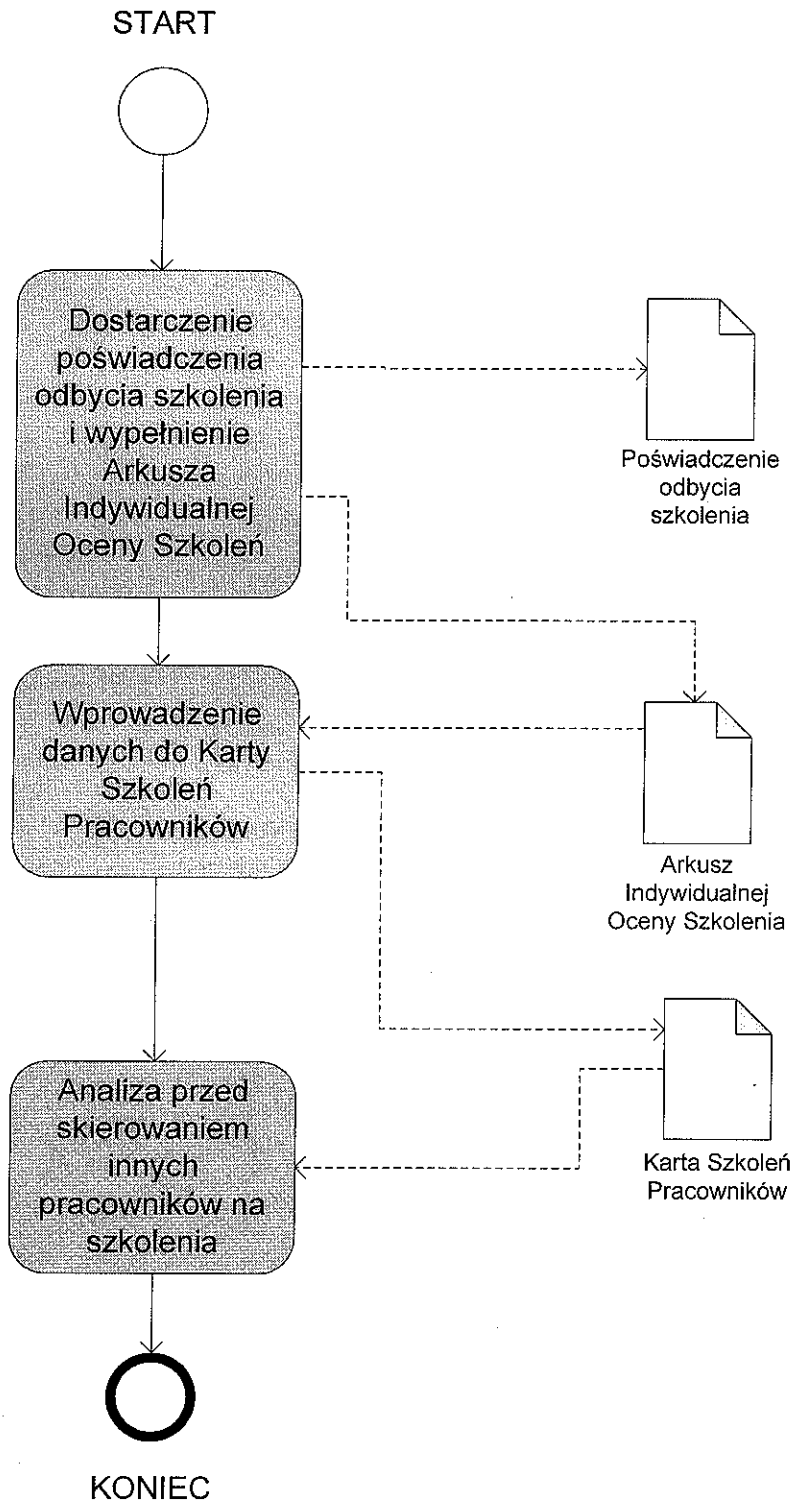 START
Dostarczenie
poświadczenia
odbycia szkolenia
i wypełnienie
Arkusza
Indywidualnej
Oceny Szkoleń
Poświadczenie
odbycia
szkolenia
Wprowadzenie
danych do Karty
Szkoleń
Pracowników
Arkusz
Indywidualnej
Oceny Szkolenia
Analiza przed
skierowaniem
innych
pracowników na
szkolenia
Karta Szkoleń
Pracowników
KONIEC